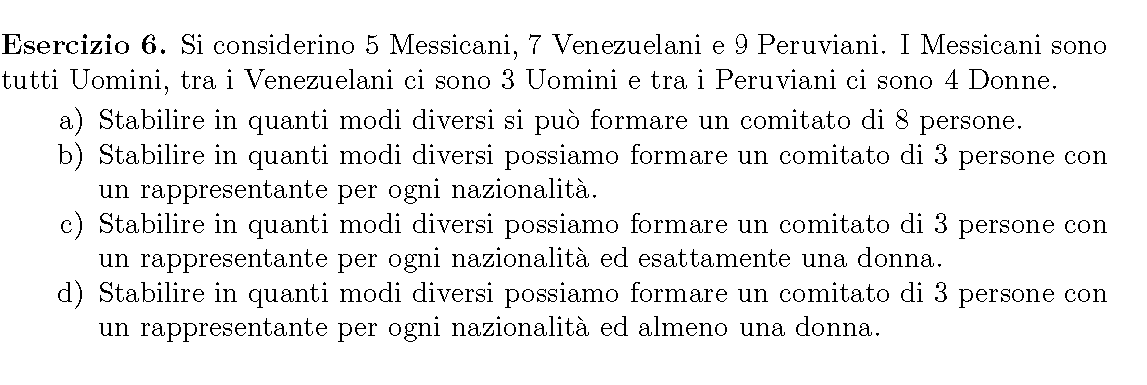 Esercizio 6. Si considerino 5 Messicani, 7 Venezuelani e 9 Peruviani. I Messicani sono
tutti Uomini, tra i Venezuelani ci sono 3 Uomini e tra i Peruviani ci sono 4 Donne.
a) Stabilire in quanti modi diversi si può formare un comitato di 8 persone.
b) Stabilire in quanti modi diversi possiamo formare un comitato di 3 persone con
un rappresentante per ogni nazionalità.
c) Stabilire in quanti modi diversi possiamo formare un comitato di 3 persone con
un rappresentante per ogni nazionalità ed esattamente una donna.
d) Stabilire in quanti modi diversi possiamo formare un comitato di 3 persone con
un rappresentante per ogni nazionalità ed almeno una donna.